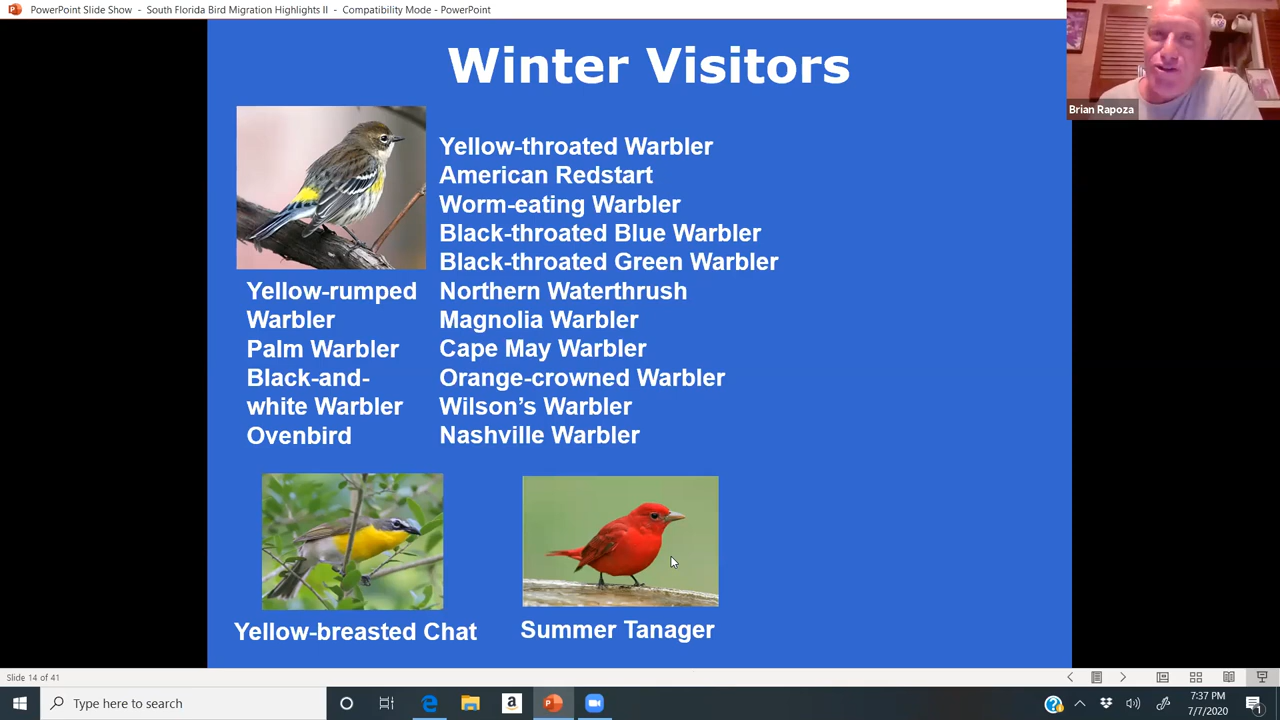 PowerPoint Slide Show - South Florida Bird Migration Highlights II - Compatibility Mode - PowerPoint
Brian Rapoza
Winter Visitors
Yellow-rumped
Warbler
Palm Warbler
Black-and-
white Warbler
Ovenbird
Yellow-throated Warbler
American Redstart
Worm-eating Warbler
Black-throated Blue Warbler
Black-throated Green Warbler
Northern Waterthrush
Magnolia Warbler
Cape May Warbler
Orange-crowned Warbler
Wilson’s Warbler
Nashville Warbler
Yellow-breasted Chat
Summer Tanager
Slide 14 of 41
Type here to search
7:37 PM
7/7/2020